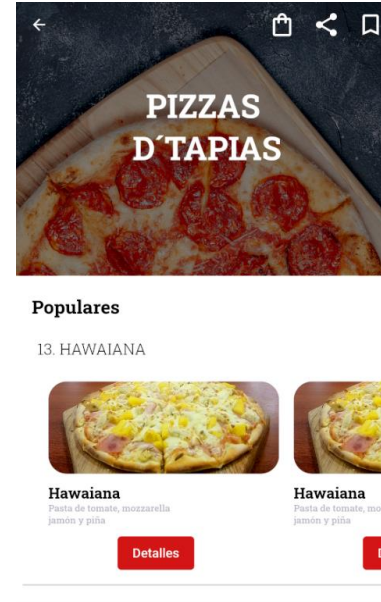 PIZZAS
D´TAPIAS
Populares
13. HAWAIANA
Hawaiana
Pasta de tomate, mozzarella
jamón y piña
Detalles
Hawaiana
Pasta de tomate,
jamón y piña